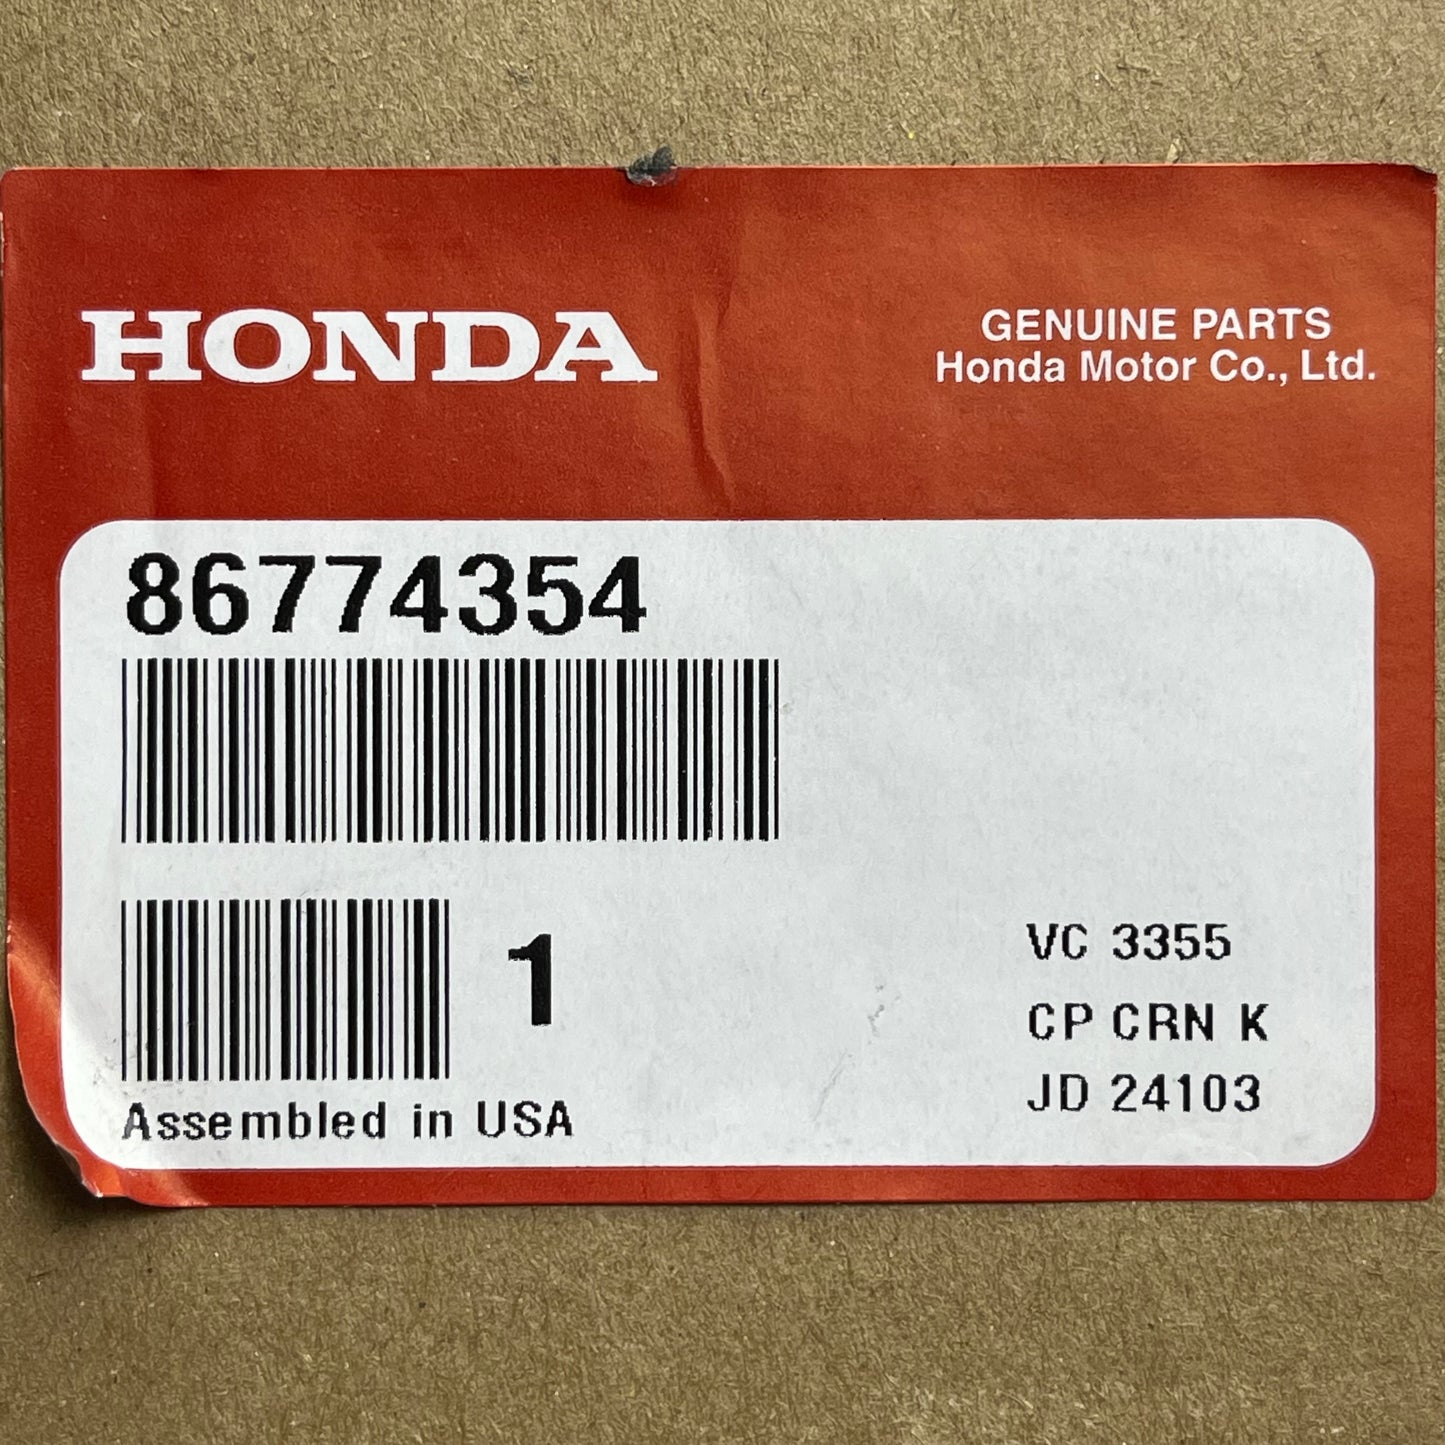 HONDA
GENUINE PARTS
Honda Motor Co., Ltd.
86774354
1
Assembled in USA
VC 3355
CP CRN K
JD 24103